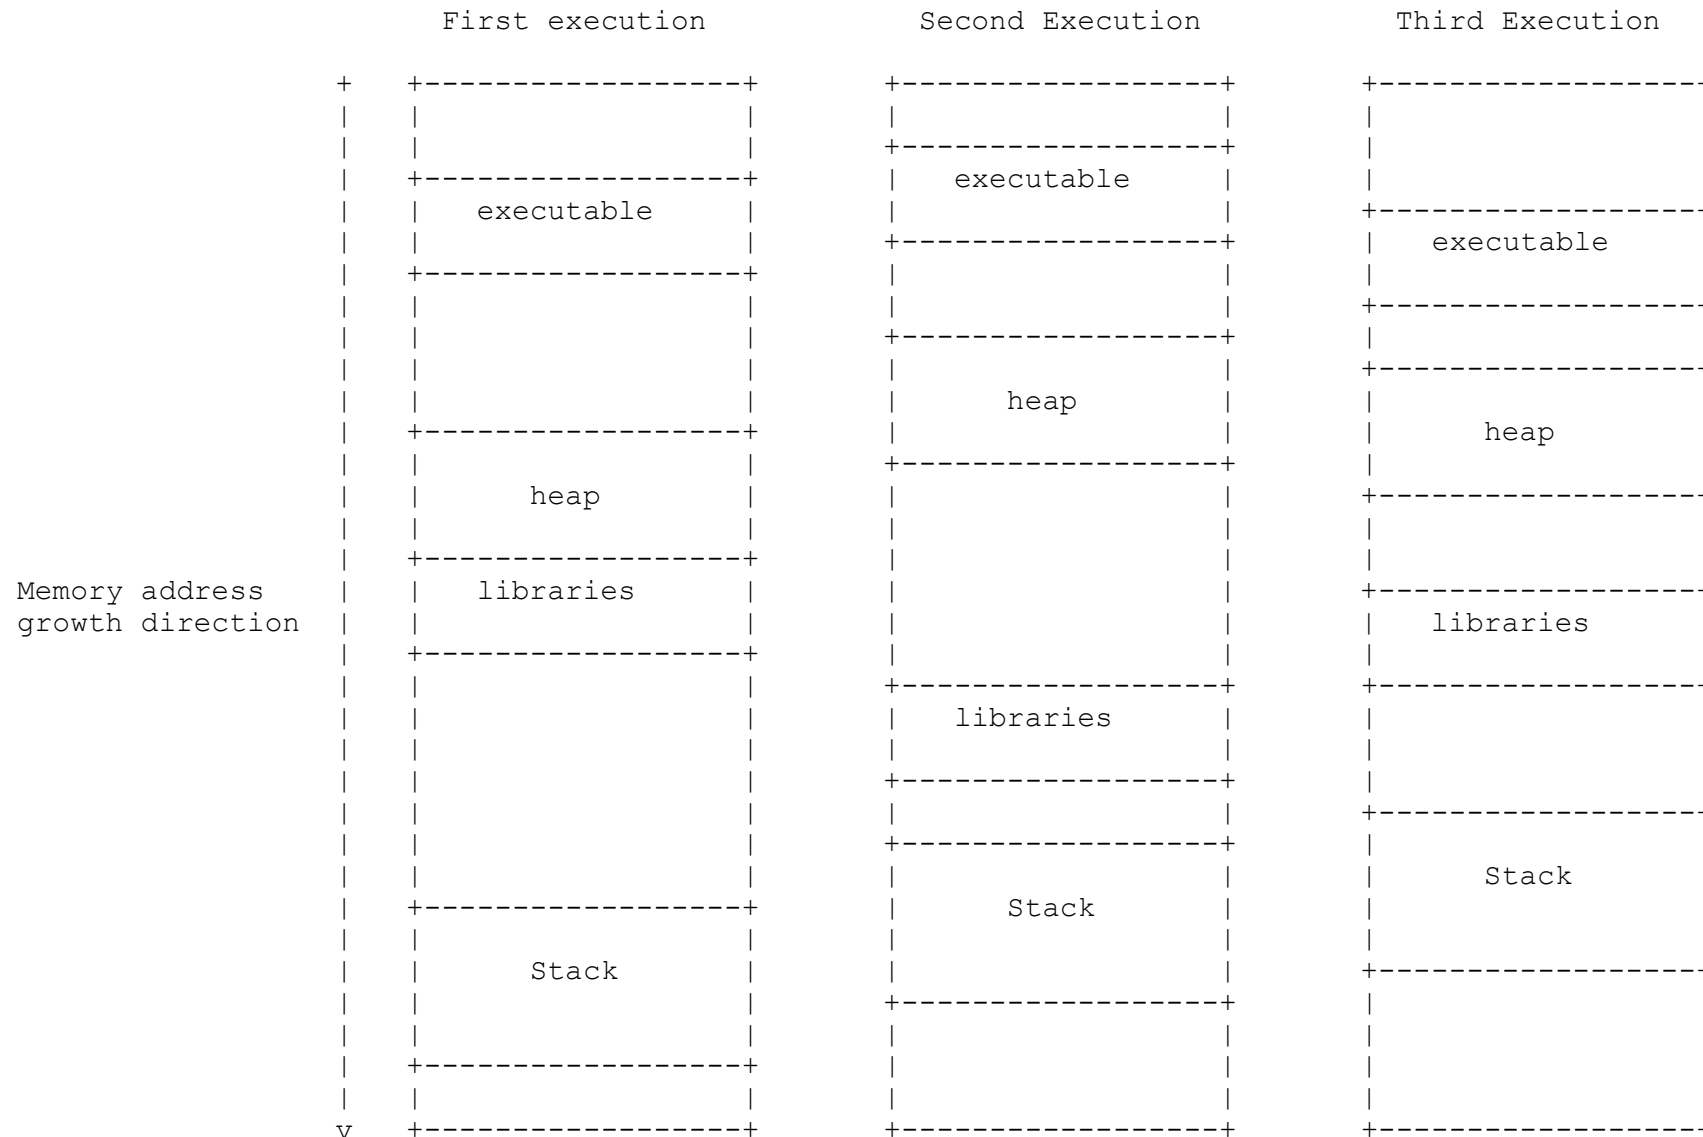 First execution Second Execution Third Execution
executable
executable
executable
heap
heap
heap
Memory address
growth direction
libraries
libraries
libraries
Stack
Stack
Stack